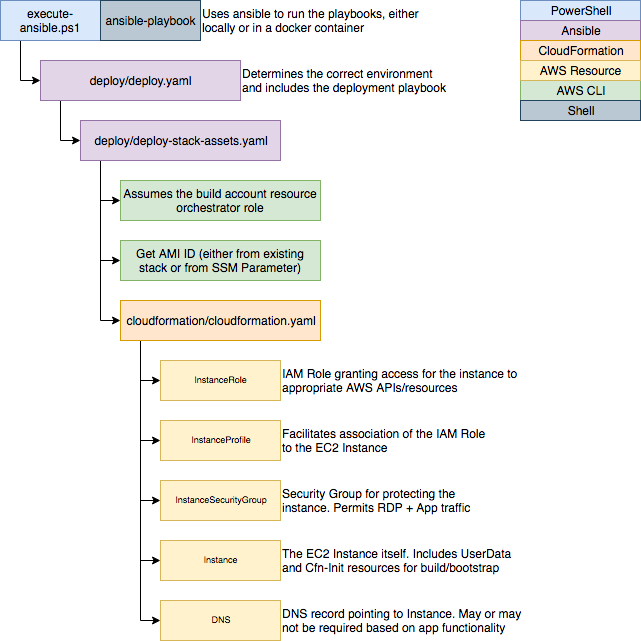 execute-
ansible.ps1
ansible-playbook
Uses ansible to run the playbooks, either
locally or in a docker container
PowerShell
Ansible
CloudFormation
AWS Resource
AWS CLI
Shell
deploy/deploy.yaml
Determines the correct environment
and includes the deployment playbook
deploy/deploy-stack-assets.yaml
Assumes the build account resource
orchestrator role
Get AMI ID (either from existing
stack or from SSM Parameter)
cloudformation/cloudformation.yaml
InstanceRole
IAM Role granting access for the instance to
appropriate AWS APIs/resources
InstanceProfile
Facilitates association of the IAM Role
to the EC2 Instance
InstanceSecurityGroup
Security Group for protecting the
instance. Permits RDP + App traffic
Instance
The EC2 Instance itself. Includes UserData
and Cfn-Init resources for build/bootstrap
DNS
DNS record pointing to Instance. May or may
not be required based on app functionality